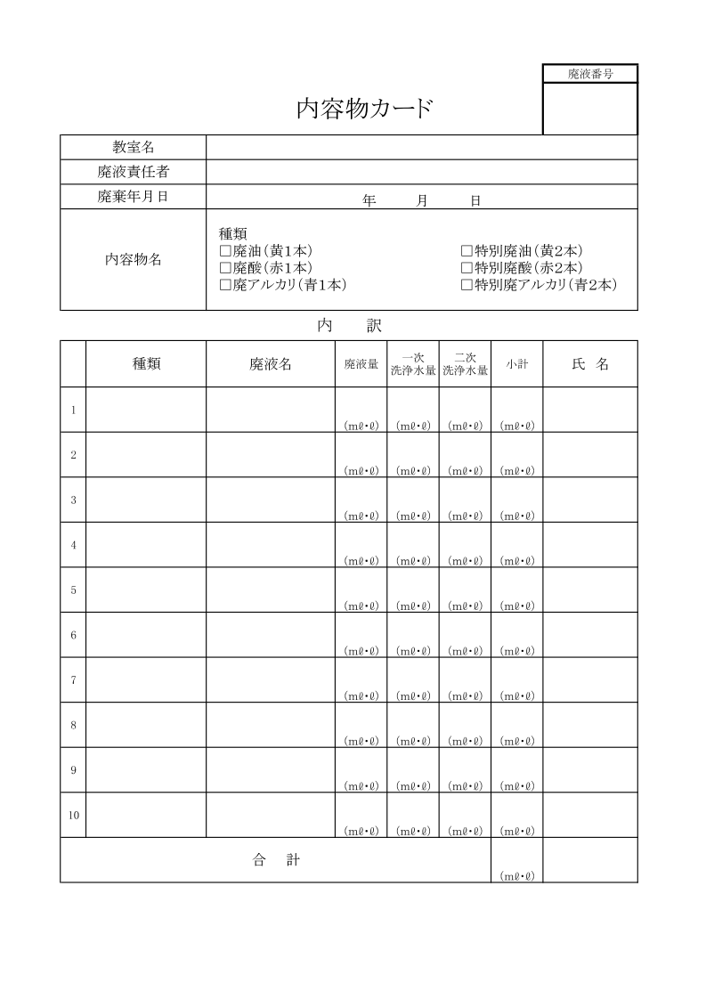 廃液番号
内容物カード
教室名
廃液責任者
廃棄年月日
年 月 日
内容物名
種類
□廃油(黄１本) □特別廃油(黄２本)
□廃酸(赤１本) □特別廃酸(赤２本)
□廃アルカリ(青１本) □特別廃アルカリ(青２本)
内 訳
種類 廃液名 廃液量 一次洗浄水量 二次洗浄水量 小計 氏 名
1 (mℓ・ℓ) (mℓ・ℓ) (mℓ・ℓ) (mℓ・ℓ)
2 (mℓ・ℓ) (mℓ・ℓ) (mℓ・ℓ) (mℓ・ℓ)
3 (mℓ・ℓ) (mℓ・ℓ) (mℓ・ℓ) (mℓ・ℓ)
4 (mℓ・ℓ) (mℓ・ℓ) (mℓ・ℓ) (mℓ・ℓ)
5 (mℓ・ℓ) (mℓ・ℓ) (mℓ・ℓ) (mℓ・ℓ)
6 (mℓ・ℓ) (mℓ・ℓ) (mℓ・ℓ) (mℓ・ℓ)
7 (mℓ・ℓ) (mℓ・ℓ) (mℓ・ℓ) (mℓ・ℓ)
8 (mℓ・ℓ) (mℓ・ℓ) (mℓ・ℓ) (mℓ・ℓ)
9 (mℓ・ℓ) (mℓ・ℓ) (mℓ・ℓ) (mℓ・ℓ)
10 (mℓ・ℓ) (mℓ・ℓ) (mℓ・ℓ) (mℓ・ℓ)
合 計 (mℓ・ℓ)